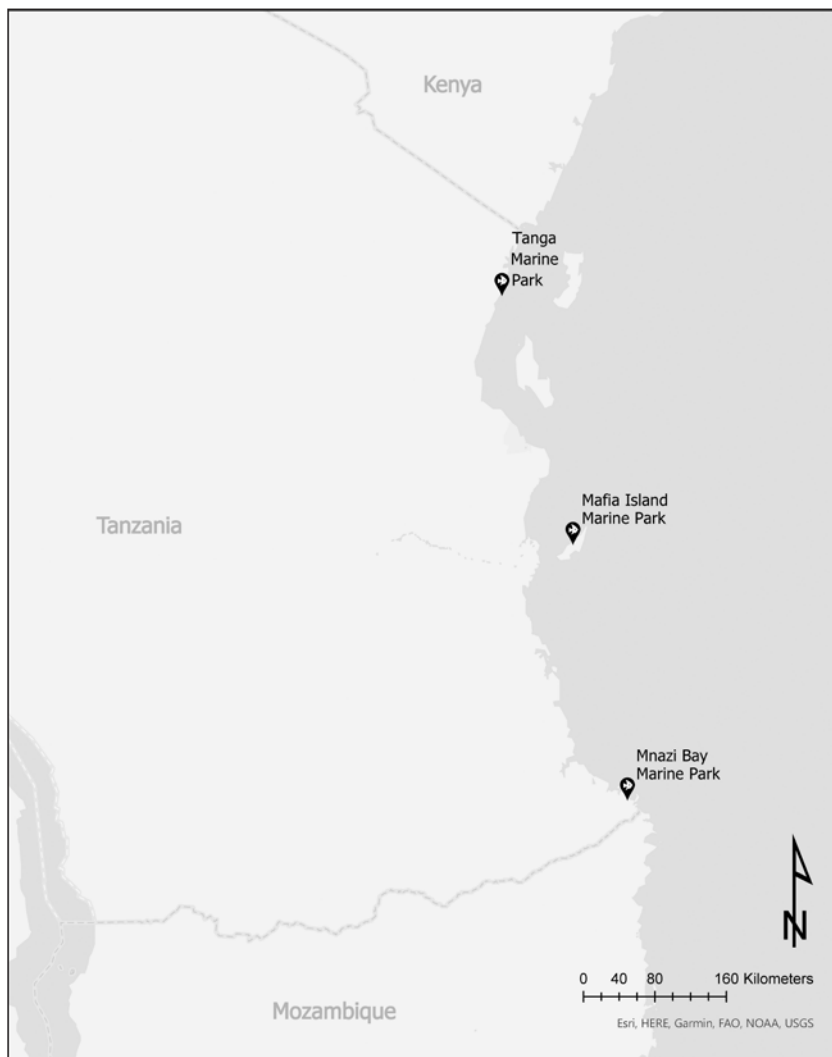 Kenya
Tanga
Marine
Park
Mafia Island
Marine Park
Tanzania
Mnazi Bay
Marine Park
N
0 40 80 160 Kilometers
Mozambique
Esri, HERE, Garmin, FAO, NOAA, USGS